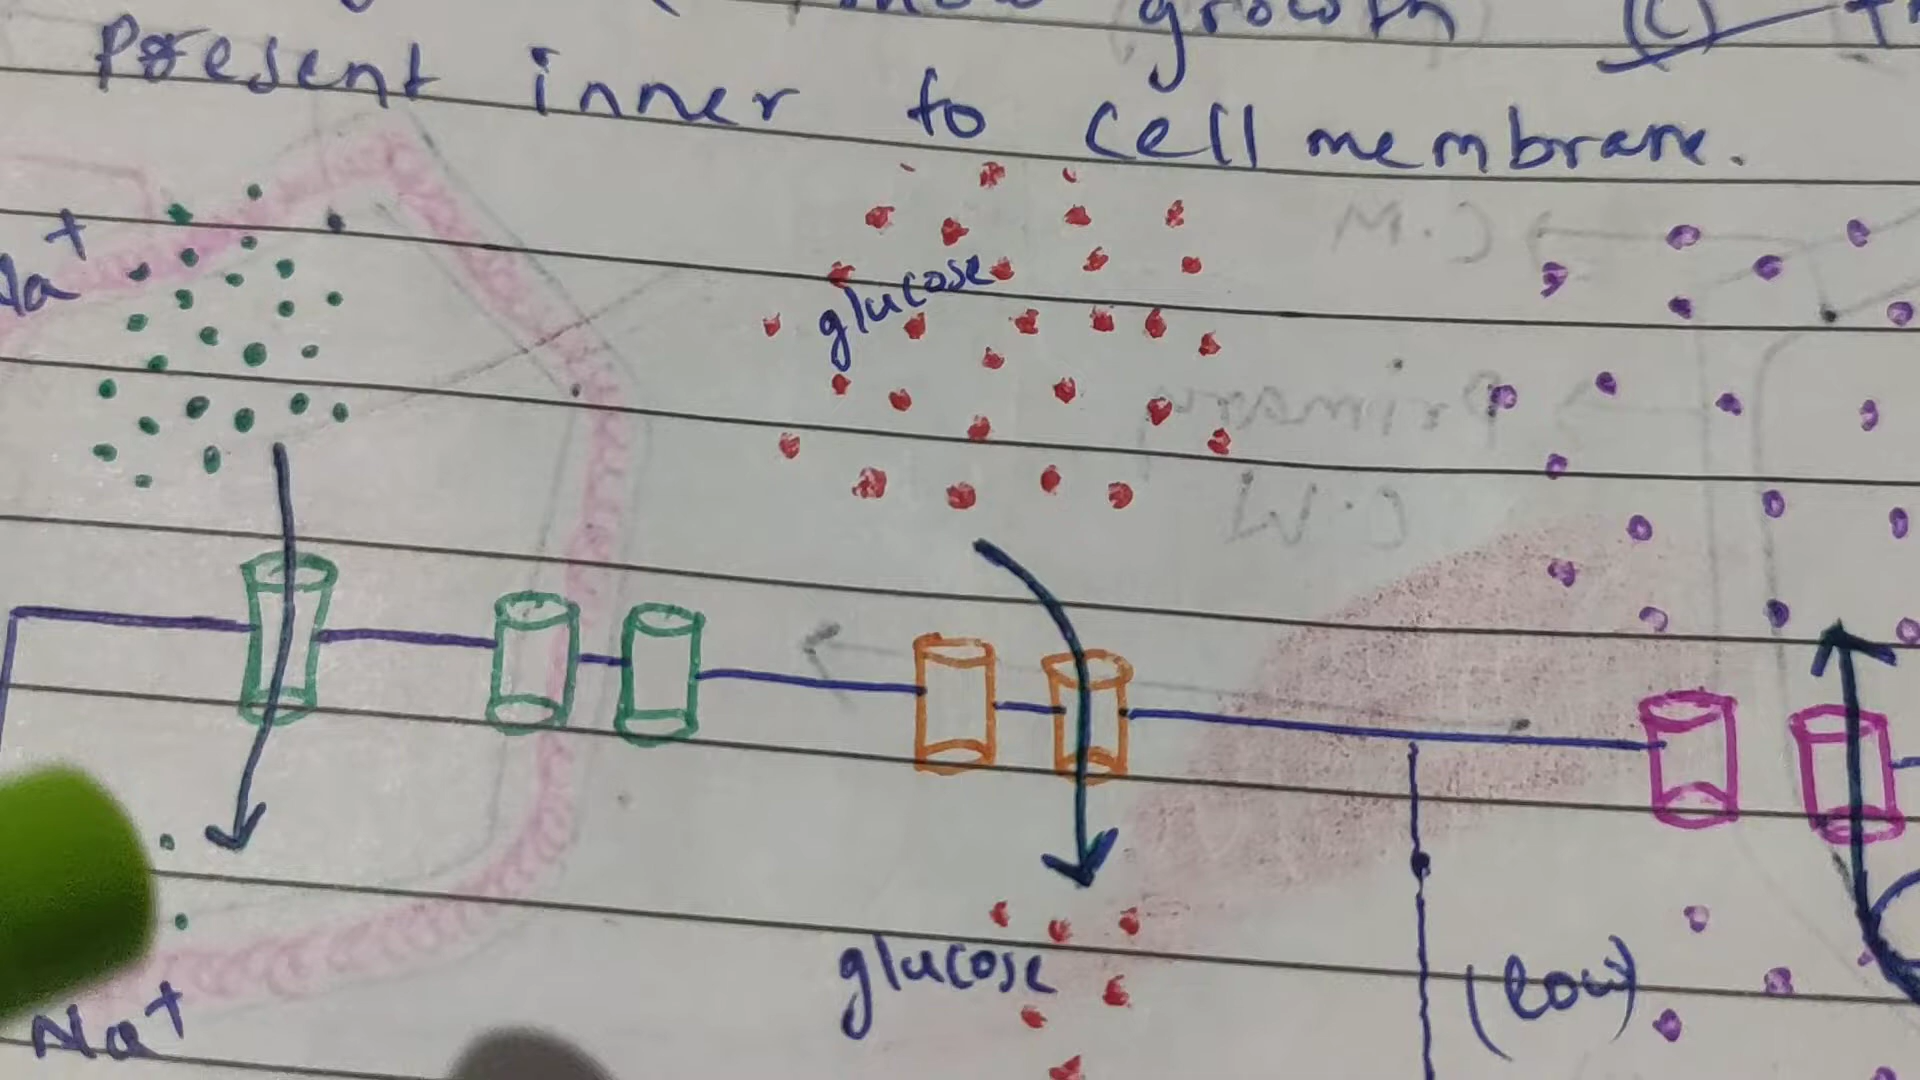 growth (C)
Present inner to cell membrane.
Na+
glucose
glucose
(low)
Na+